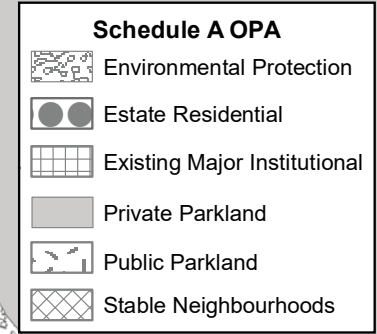 Schedule A OPA
Environmental Protection
Estate Residential
Existing Major Institutional
Private Parkland
Public Parkland
Stable Neighbourhoods